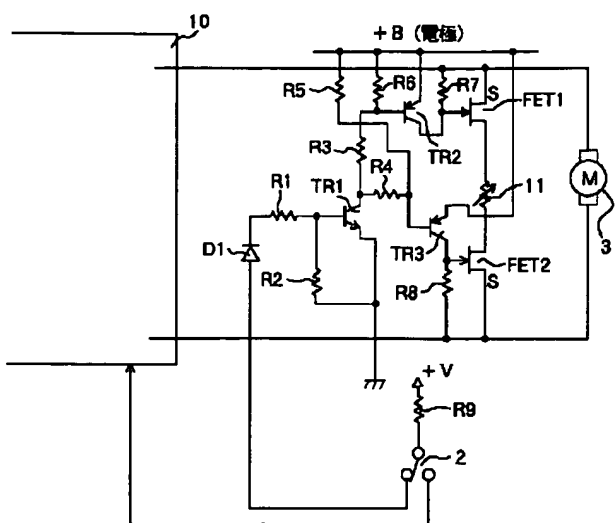 10
+B (電極)
R5
R6
R7
S
FET1
TR2
R3
R4
11
M
R1
TR1
3
D1
R2
TR3
R8
FET2
S
+V
R9
2